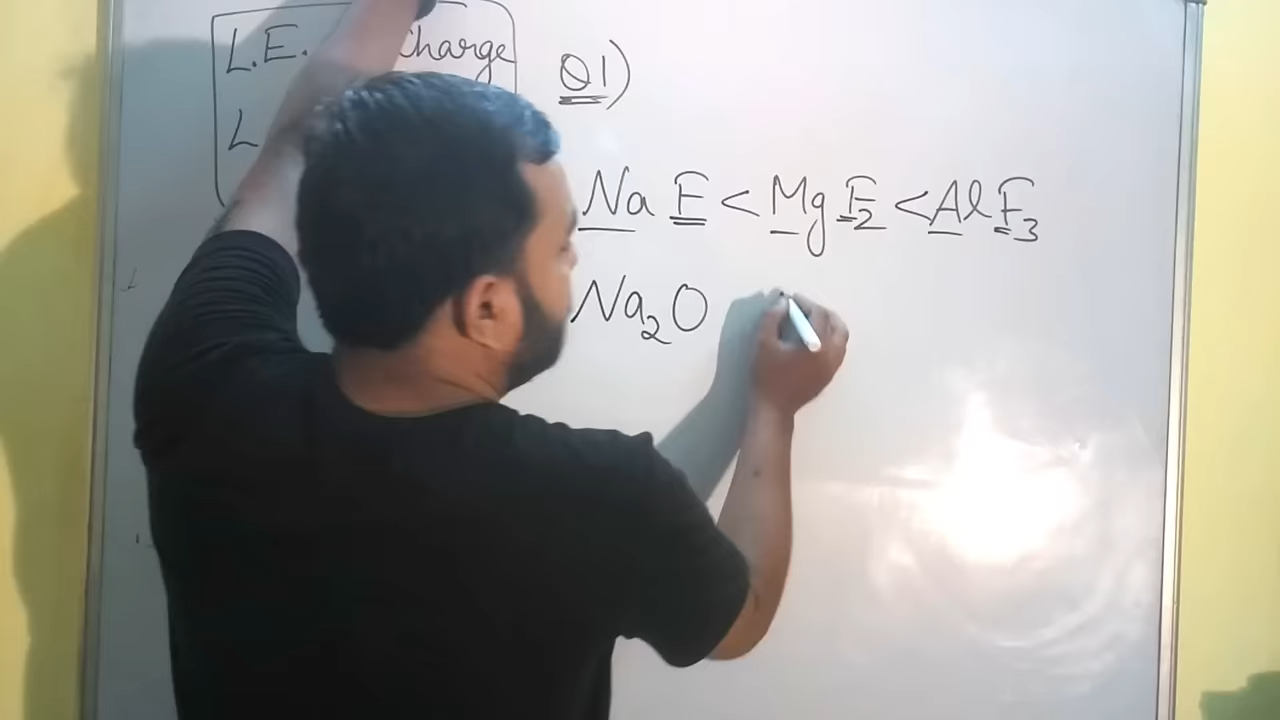 L.E. Charge
L
Q1)
NaF < MgF₂ < AlF₃
Na₂O